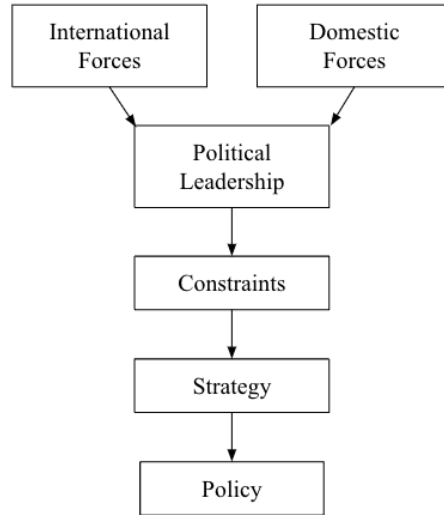 International
Forces
Domestic
Forces
Political
Leadership
Constraints
Strategy
Policy